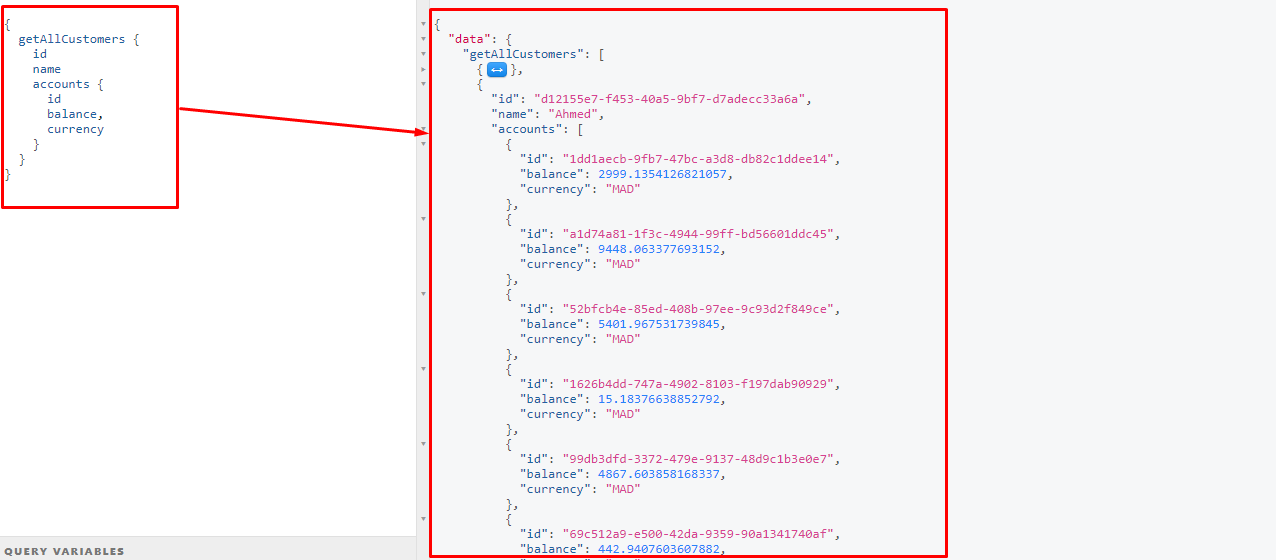 {
  getAllCustomers {
    id
    name
    accounts {
      id
      balance,
      currency
    }
  }
}
QUERY VARIABLES
{
  "data": {
    "getAllCustomers": [
      { ↔ },
      {
        "id": "d12155e7-f453-40a5-9bf7-d7adecc33a6a",
        "name": "Ahmed",
        "accounts": [
          {
            "id": "1dd1aecb-9fb7-47bc-a3d8-db82c1ddee14",
            "balance": 2999.1354126821057,
            "currency": "MAD"
          },
          {
            "id": "a1d74a81-1f3c-4944-99ff-bd56601ddc45",
            "balance": 9448.063377693152,
            "currency": "MAD"
          },
          {
            "id": "52bfcb4e-85ed-408b-97ee-9c93d2f849ce",
            "balance": 5401.967531739845,
            "currency": "MAD"
          },
          {
            "id": "1626b4dd-747a-4902-8103-f197dab90929",
            "balance": 15.18376638852792,
            "currency": "MAD"
          },
          {
            "id": "99db3dfd-3372-479e-9137-48d9c1b3e0e7",
            "balance": 4867.603858168337,
            "currency": "MAD"
          },
          {
            "id": "69c512a9-e500-42da-9359-90a1341740af",
            "balance": 442.9407603607882,